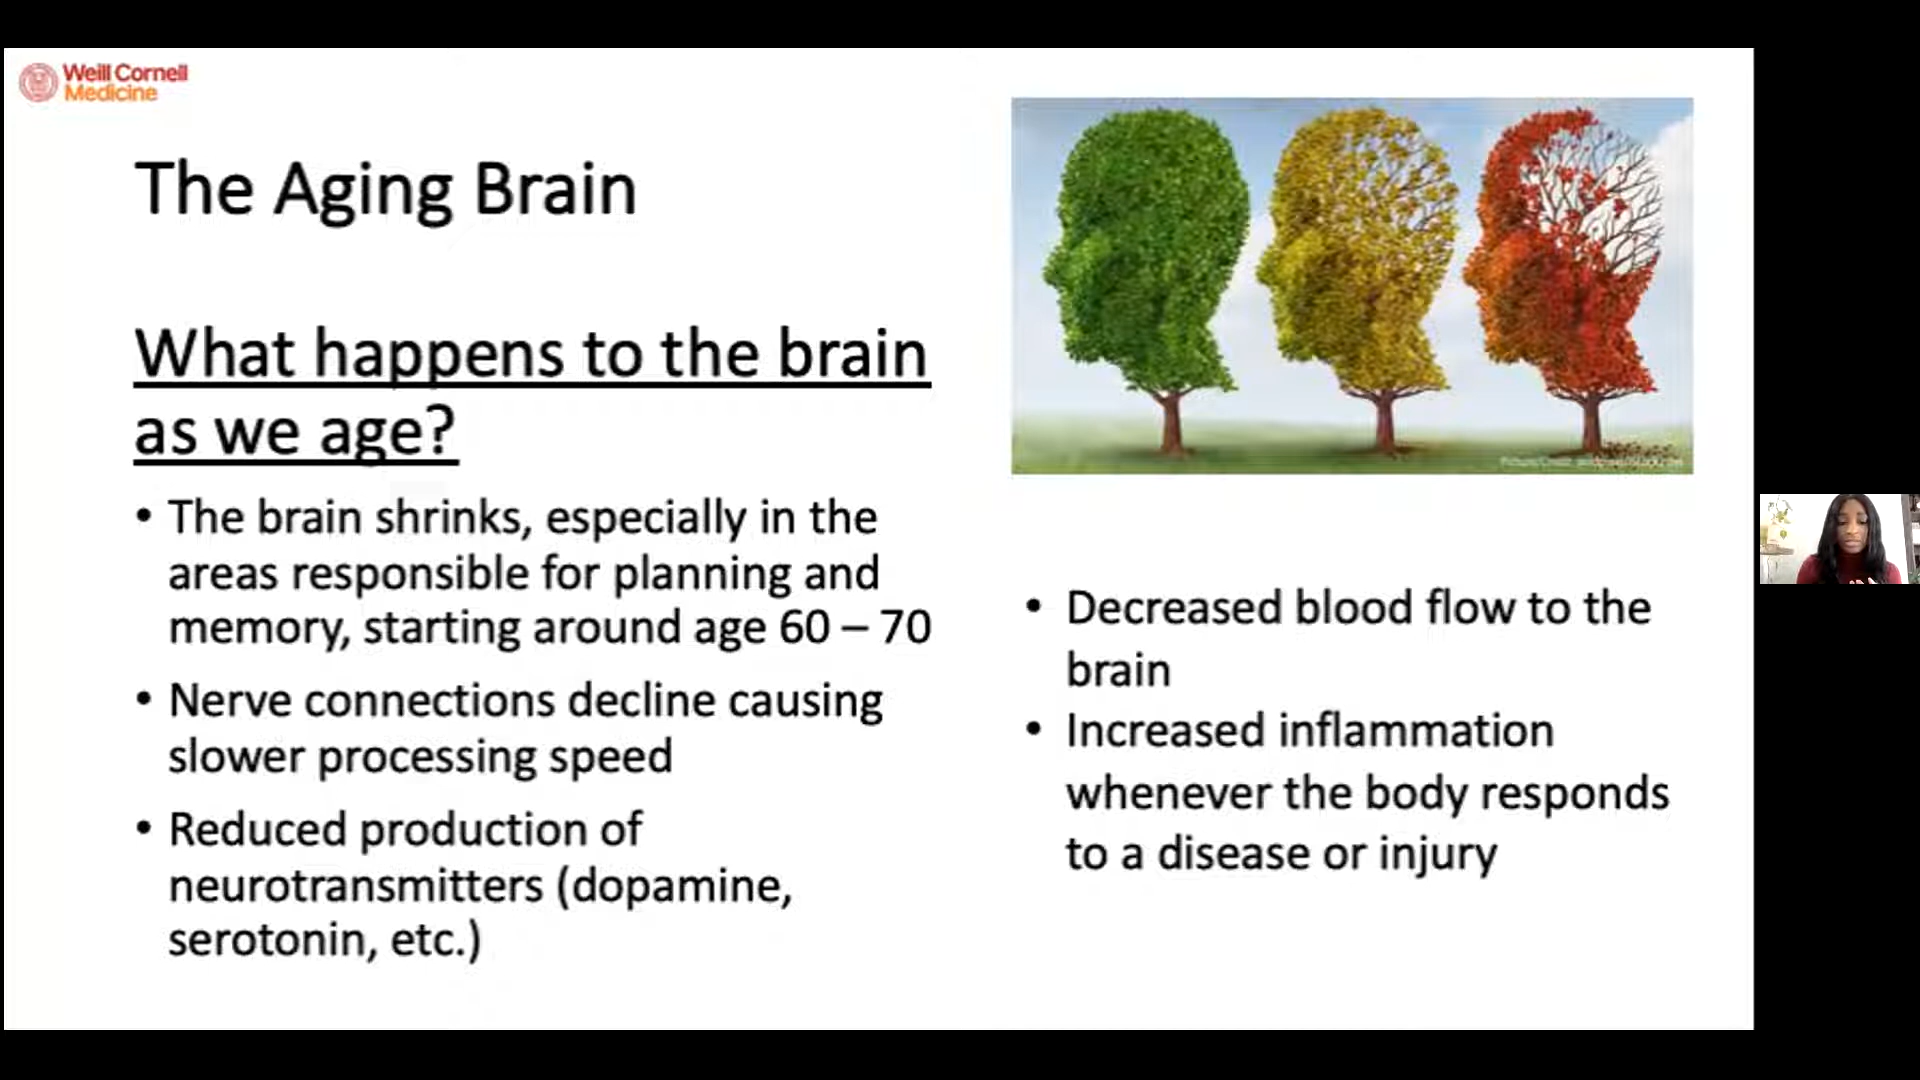 Weill Cornell
Medicine
The Aging Brain
What happens to the brain
as we age?
• The brain shrinks, especially in the
areas responsible for planning and
memory, starting around age 60 – 70
• Nerve connections decline causing
slower processing speed
• Reduced production of
neurotransmitters (dopamine,
serotonin, etc.)
• Decreased blood flow to the
brain
• Increased inflammation
whenever the body responds
to a disease or injury